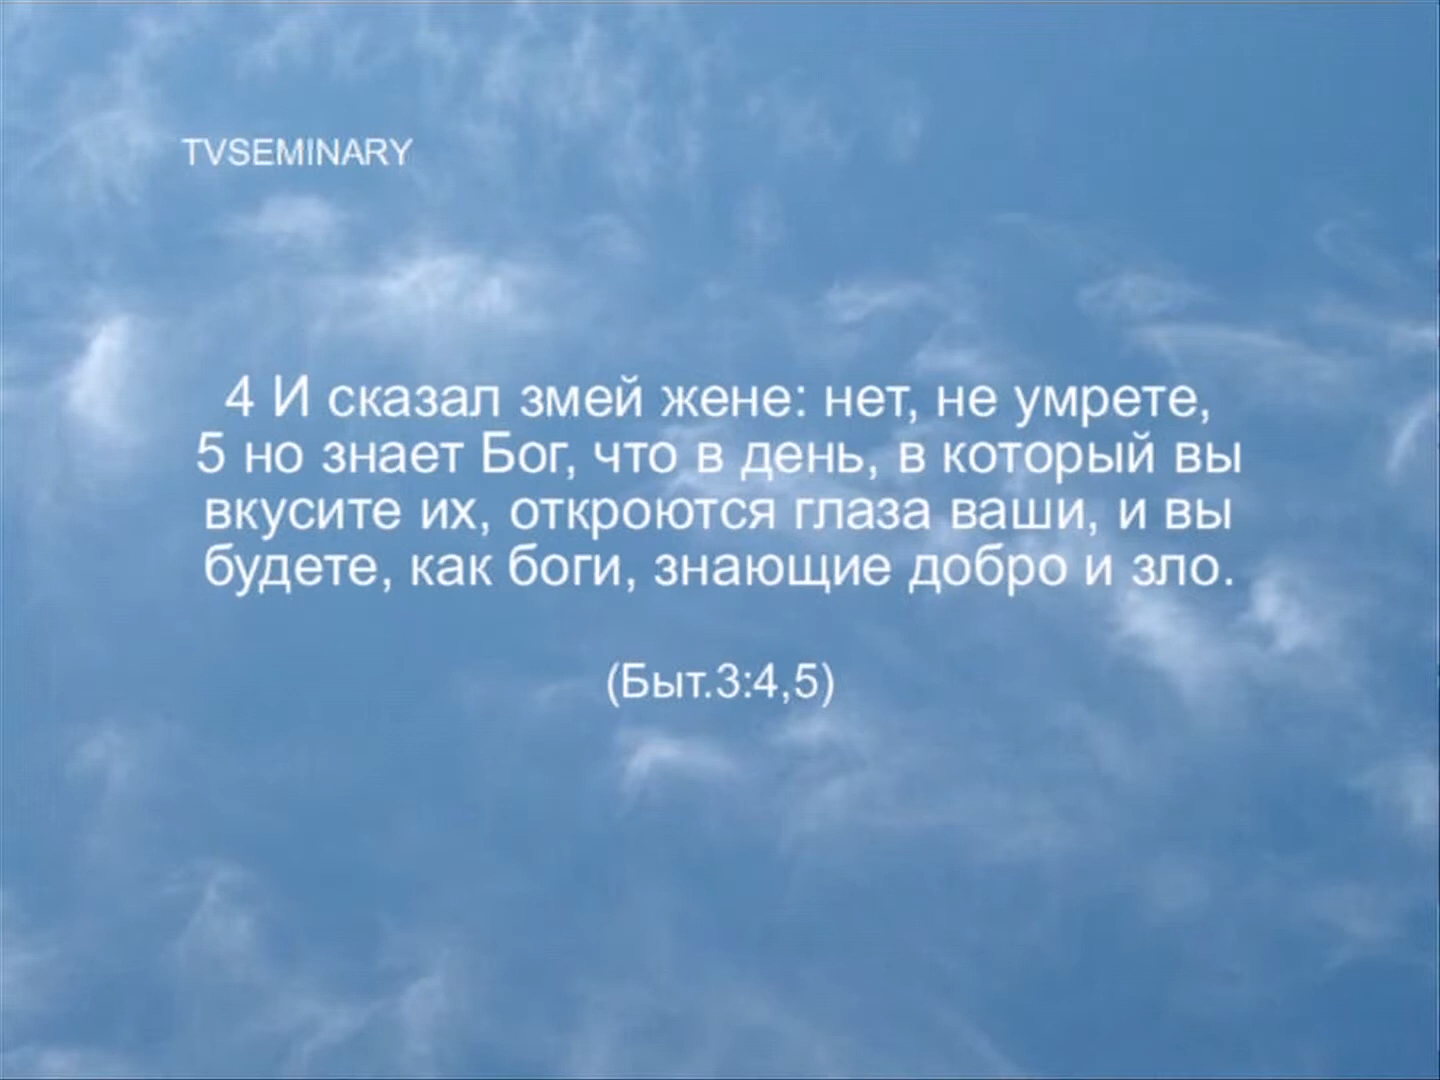 TVSEMINARY
4 И сказал змей жене: нет, не умрете,
5 но знает Бог, что в день, в который вы
вкусите их, откроются глаза ваши, и вы
будете, как боги, знающие добро и зло.
(Быт.3:4,5)